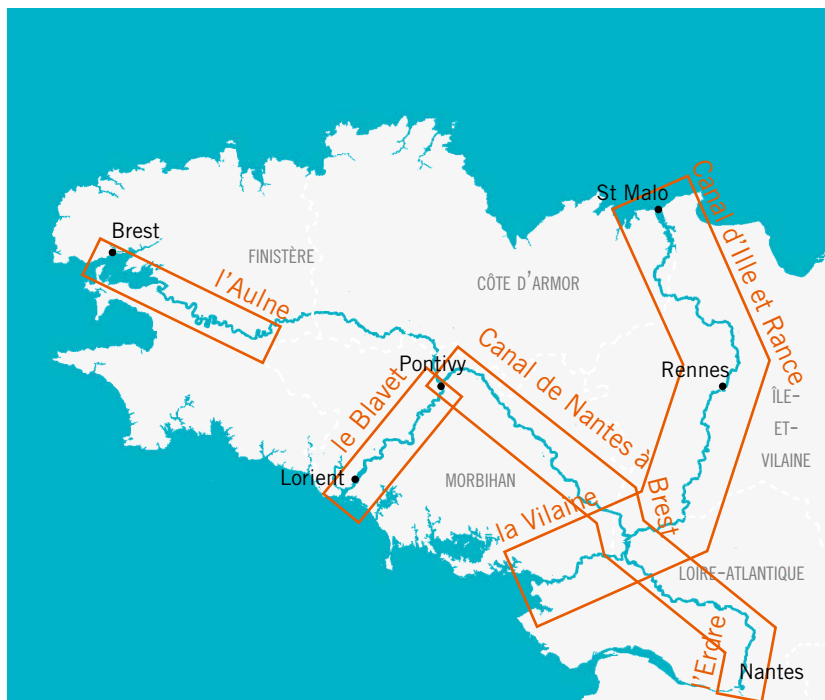 St Malo
Canal d'Ille et Rance
Brest
FINISTÈRE
l'Aulne
CÔTE D'ARMOR
Canal de Nantes à Brest
Pontivy
Rennes
le Blavet
ÎLE-
ET-
VILAINE
Lorient
MORBIHAN
la Vilaine
LOIRE-ATLANTIQUE
l'Erdre
Nantes